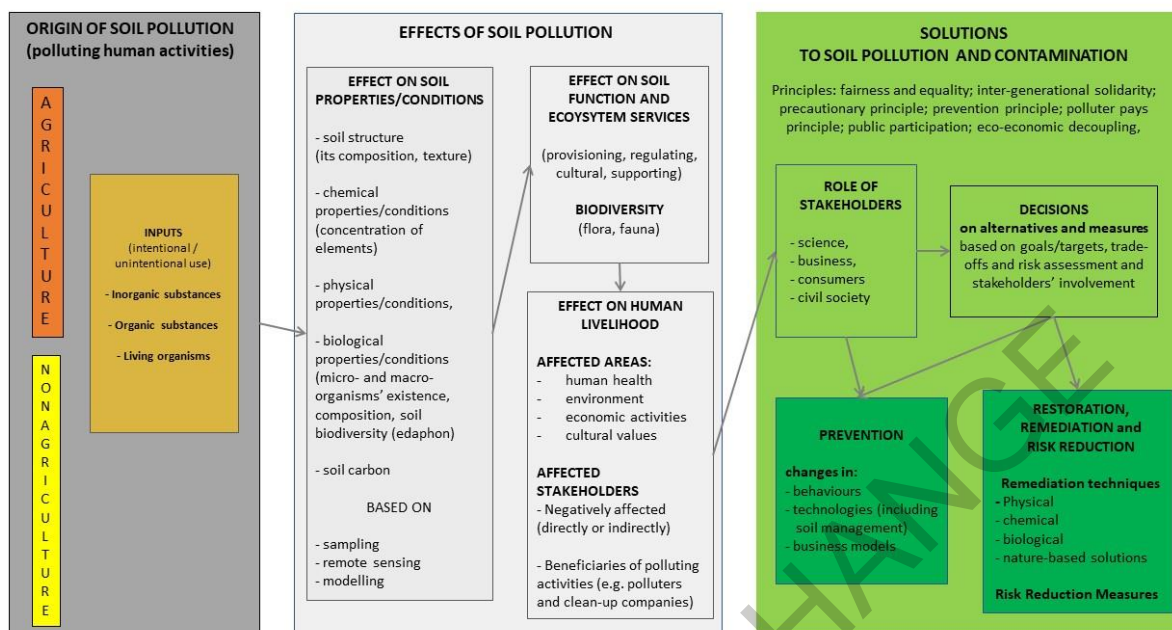 ORIGIN OF SOIL POLLUTION
(polluting human activities)
AGRICULTURE
NONAGRICULTURE
INPUTS
(intentional /
unintentional use)
- Inorganic substances
- Organic substances
- Living organisms
EFFECTS OF SOIL POLLUTION
EFFECT ON SOIL
PROPERTIES/CONDITIONS
- soil structure
(its composition, texture)
- chemical
properties/conditions
(concentration of
elements)
- physical
properties/conditions,
- biological
properties/conditions
(micro- and macro-
organisms' existence,
composition, soil
biodiversity (edaphon)
- soil carbon
BASED ON
- sampling
- remote sensing
- modelling
EFFECT ON SOIL
FUNCTION AND
ECOYSYTEM SERVICES
(provisioning, regulating,
cultural, supporting)
BIODIVERSITY
(flora, fauna)
EFFECT ON HUMAN
LIVELIHOOD
AFFECTED AREAS:
- human health
- environment
- economic activities
- cultural values
AFFECTED
STAKEHOLDERS
- Negatively affected
(directly or indirectly)
- Beneficiaries of polluting
activities (e.g. polluters
and clean-up companies)
SOLUTIONS
TO SOIL POLLUTION AND CONTAMINATION
Principles: fairness and equality; inter-generational solidarity;
precautionary principle; prevention principle; polluter pays
principle; public participation; eco-economic decoupling,
ROLE OF
STAKEHOLDERS
- science,
- business,
- consumers
- civil society
DECISIONS
on alternatives and measures
based on goals/targets, trade-
offs and risk assessment and
stakeholders' involvement
PREVENTION
changes in:
- behaviours
- technologies (including
soil management)
- business models
RESTORATION,
REMEDIATION and
RISK REDUCTION
Remediation techniques
- Physical
- chemical
- biological
- nature-based solutions
Risk Reduction Measures
HANGE